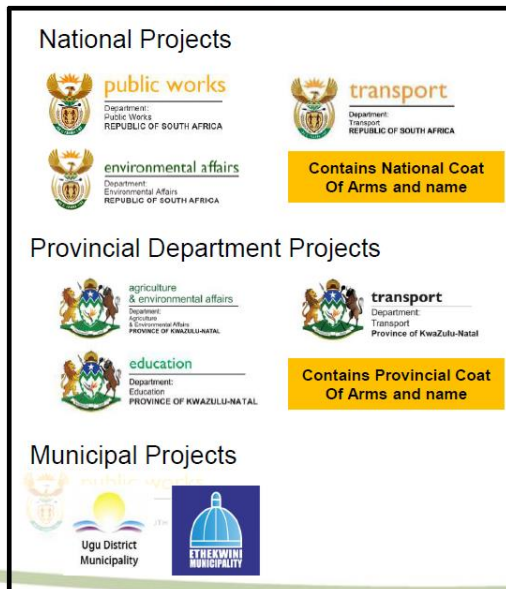 National Projects
public works
Department:
Public Works
REPUBLIC OF SOUTH AFRICA
transport
Department:
Transport
REPUBLIC OF SOUTH AFRICA
environmental affairs
Department:
Environmental Affairs
REPUBLIC OF SOUTH AFRICA
Contains National Coat
Of Arms and name
Provincial Department Projects
agriculture
& environmental affairs
Department:
Agriculture
& Environmental Affairs
PROVINCE OF KWAZULU-NATAL
transport
Department:
Transport
Province of KwaZulu-Natal
education
Department:
Education
PROVINCE OF KWAZULU-NATAL
Contains Provincial Coat
Of Arms and name
Municipal Projects
public works
Ugu District
Municipality
ETHEKWINI
MUNICIPALITY